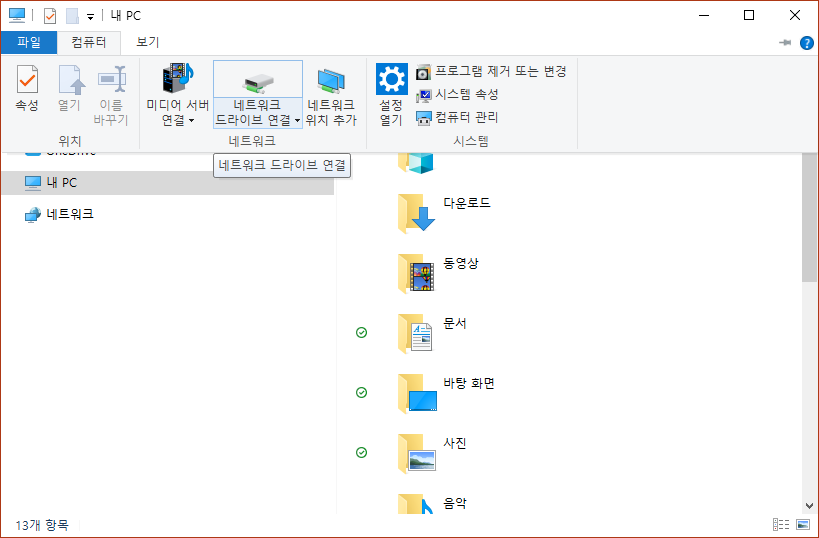 내 PC
파일
컴퓨터
보기
속성
열기
이름
바꾸기
위치
미디어 서버
연결
네트워크
드라이브 연결
네트워크
위치 추가
네트워크
설정
열기
프로그램 제거 또는 변경
시스템 속성
컴퓨터 관리
시스템
네트워크 드라이브 연결
OneDrive
내 PC
네트워크
다운로드
동영상
문서
바탕 화면
사진
음악
13개 항목